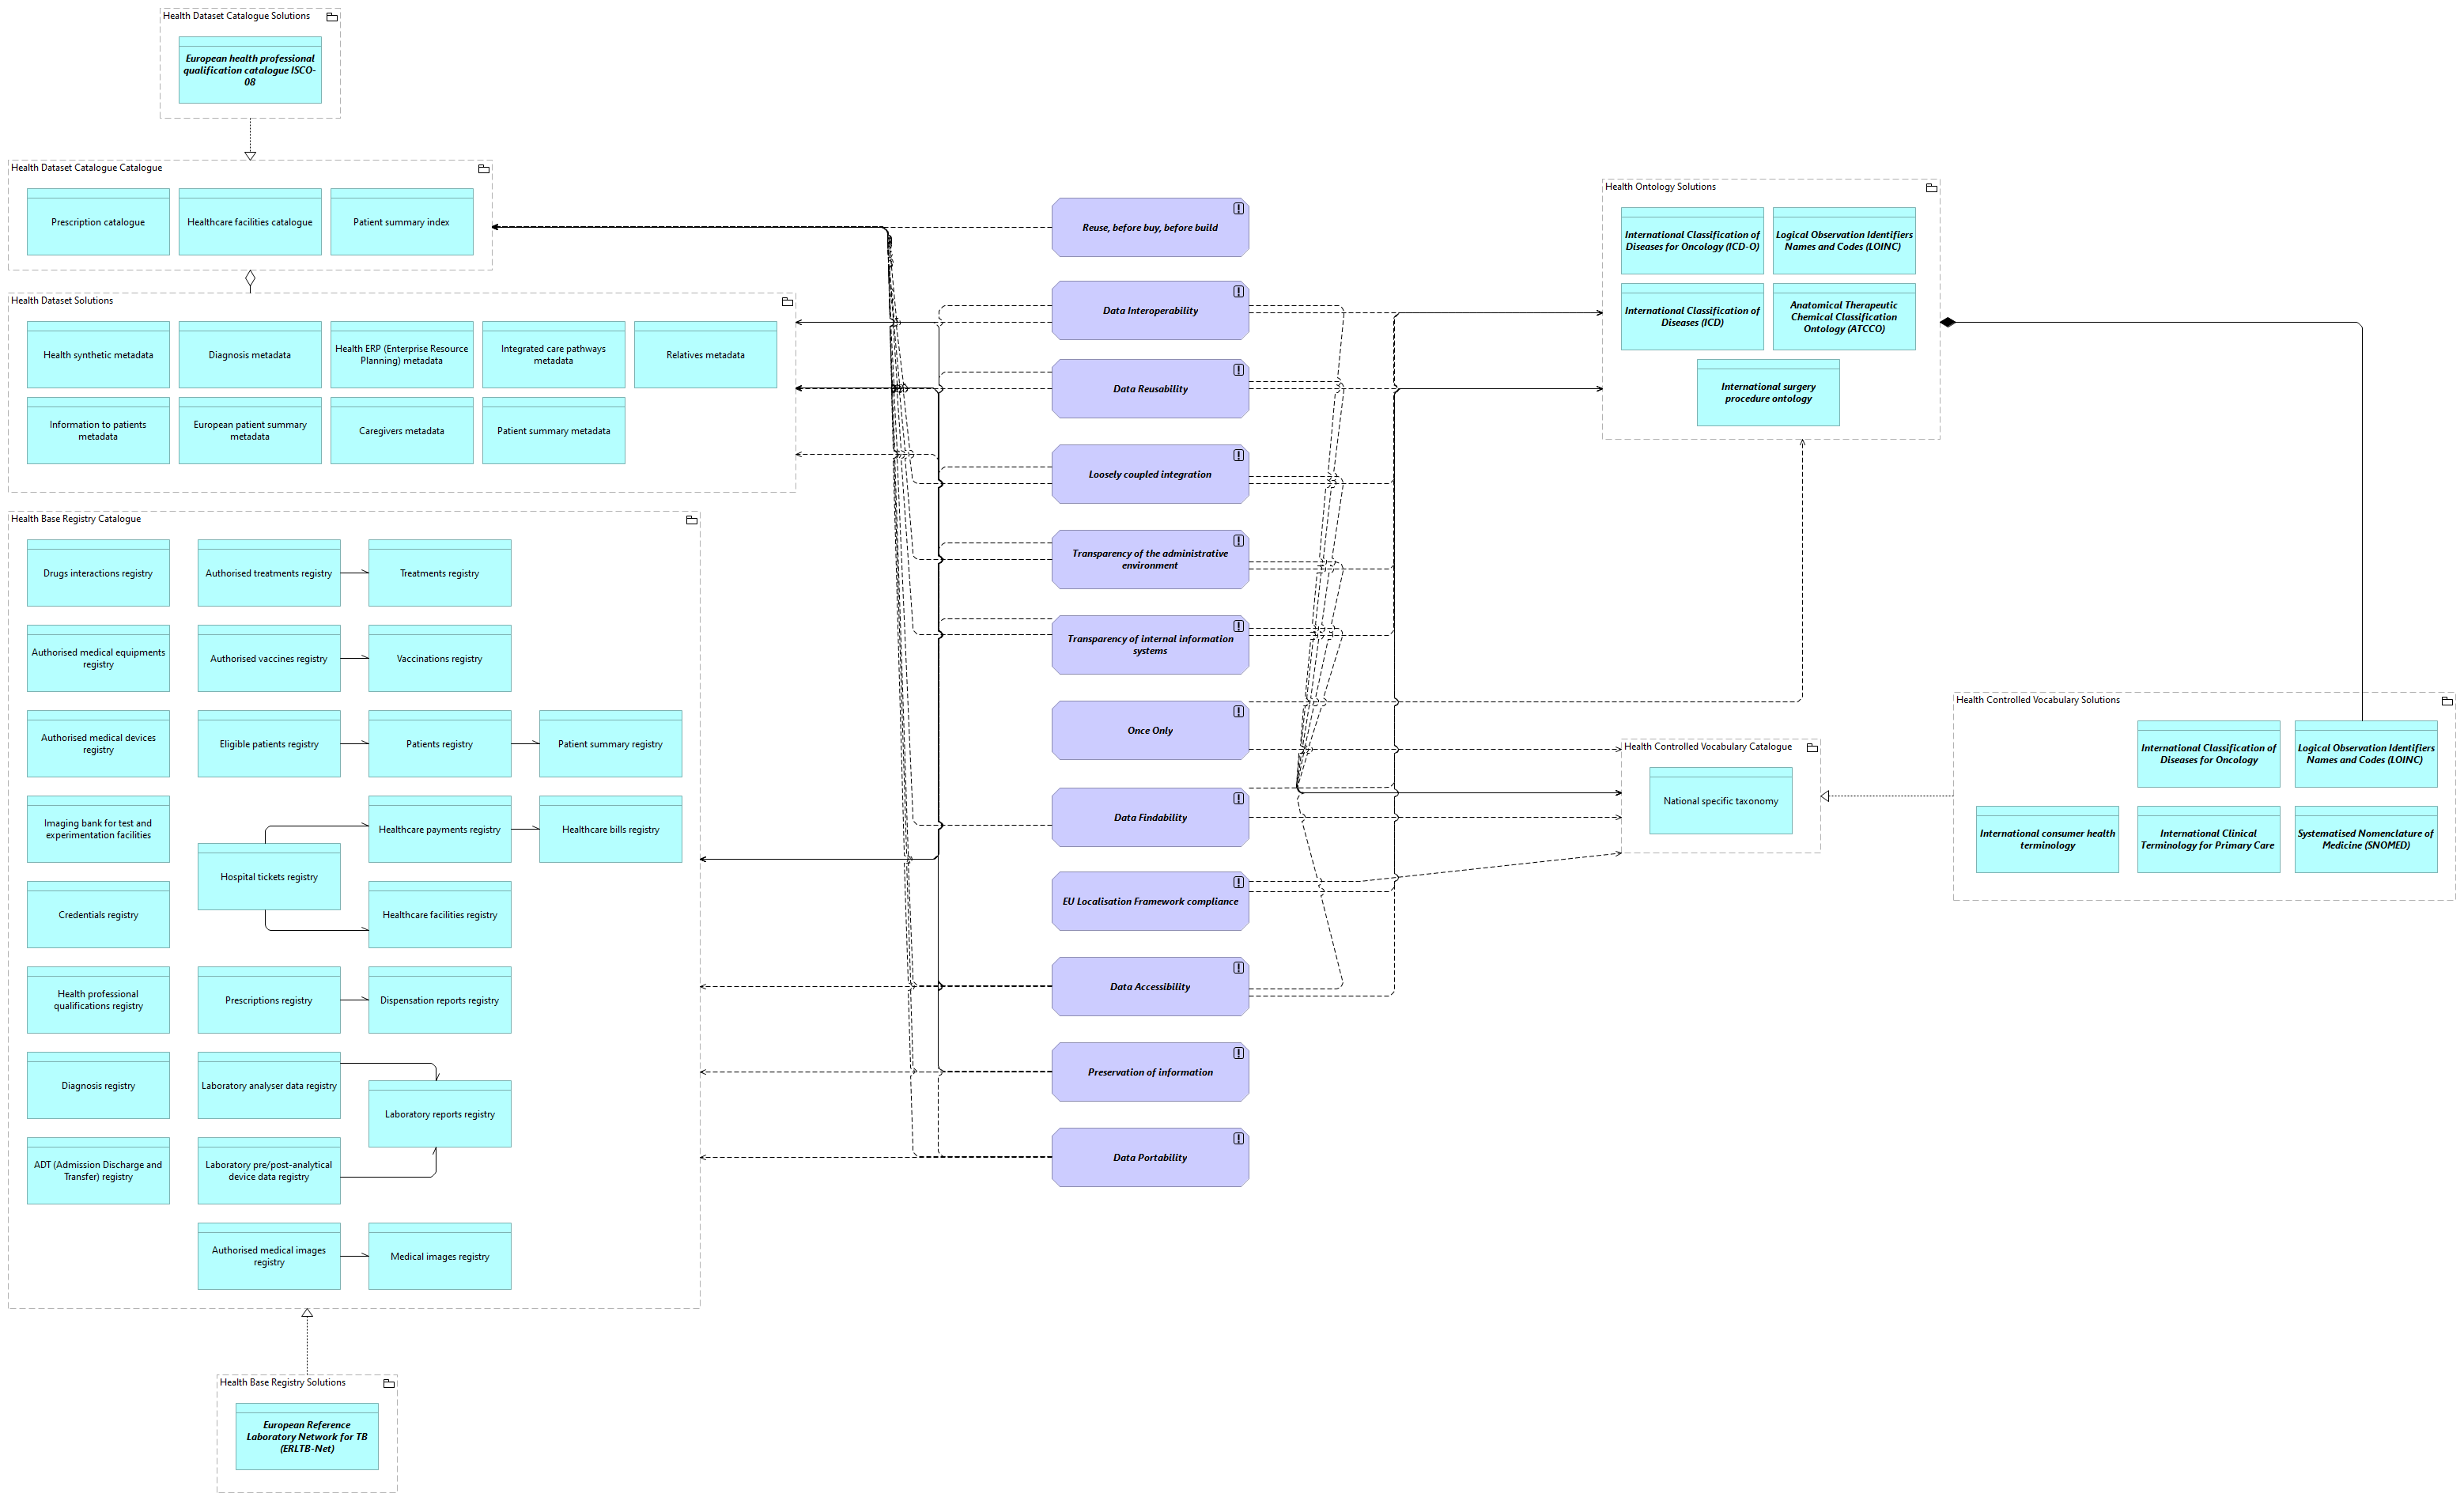 Health Dataset Catalogue Solutions
European health professional
qualification catalogue ISCO-
08
Health Dataset Catalogue Catalogue
Prescription catalogue
Healthcare facilities catalogue
Patient summary index
Health Dataset Solutions
Health synthetic metadata
Diagnosis metadata
Health ERP (Enterprise Resource
Planning) metadata
Integrated care pathways
metadata
Relatives metadata
Information to patients
metadata
European patient summary
metadata
Caregivers metadata
Patient summary metadata
Health Base Registry Catalogue
Drugs interactions registry
Authorised treatments registry
Treatments registry
Authorised medical equipments
registry
Authorised vaccines registry
Vaccinations registry
Authorised medical devices
registry
Eligible patients registry
Patients registry
Patient summary registry
Imaging bank for test and
experimentation facilities
Hospital tickets registry
Healthcare payments registry
Healthcare bills registry
Credentials registry
Healthcare facilities registry
Health professional
qualifications registry
Prescriptions registry
Dispensation reports registry
Diagnosis registry
Laboratory analyser data registry
Laboratory reports registry
ADT (Admission Discharge and
Transfer) registry
Laboratory pre/post-analytical
device data registry
Authorised medical images
registry
Medical images registry
Health Base Registry Solutions
European Reference
Laboratory Network for TB
(ERLTB-Net)
Reuse, before buy, before build
Data Interoperability
Data Reusability
Loosely coupled integration
Transparency of the administrative
environment
Transparency of internal information
systems
Once Only
Data Findability
EU Localisation Framework compliance
Data Accessibility
Preservation of information
Data Portability
Health Ontology Solutions
International Classification of
Diseases for Oncology (ICD-O)
Logical Observation Identifiers
Names and Codes (LOINC)
International Classification of
Diseases (ICD)
Anatomical Therapeutic
Chemical Classification
Ontology (ATCCO)
International surgery
procedure ontology
Health Controlled Vocabulary Catalogue
National specific taxonomy
Health Controlled Vocabulary Solutions
International Classification of
Diseases for Oncology
Logical Observation Identifiers
Names and Codes (LOINC)
International consumer health
terminology
International Clinical
Terminology for Primary Care
Systematised Nomenclature of
Medicine (SNOMED)